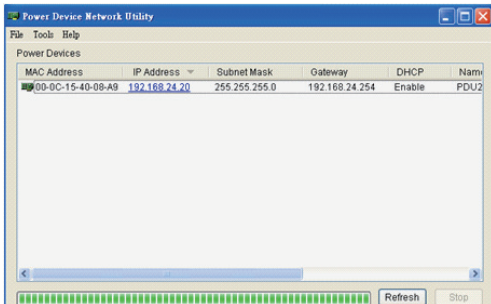 Power Device Network Utility
File Tools Help
Power Devices
MAC Address IP Address Subnet Mask Gateway DHCP Nam
00-0C-15-40-08-A9 192.168.24.20 255.255.255.0 192.168.24.254 Enable PDU2
Refresh Stop